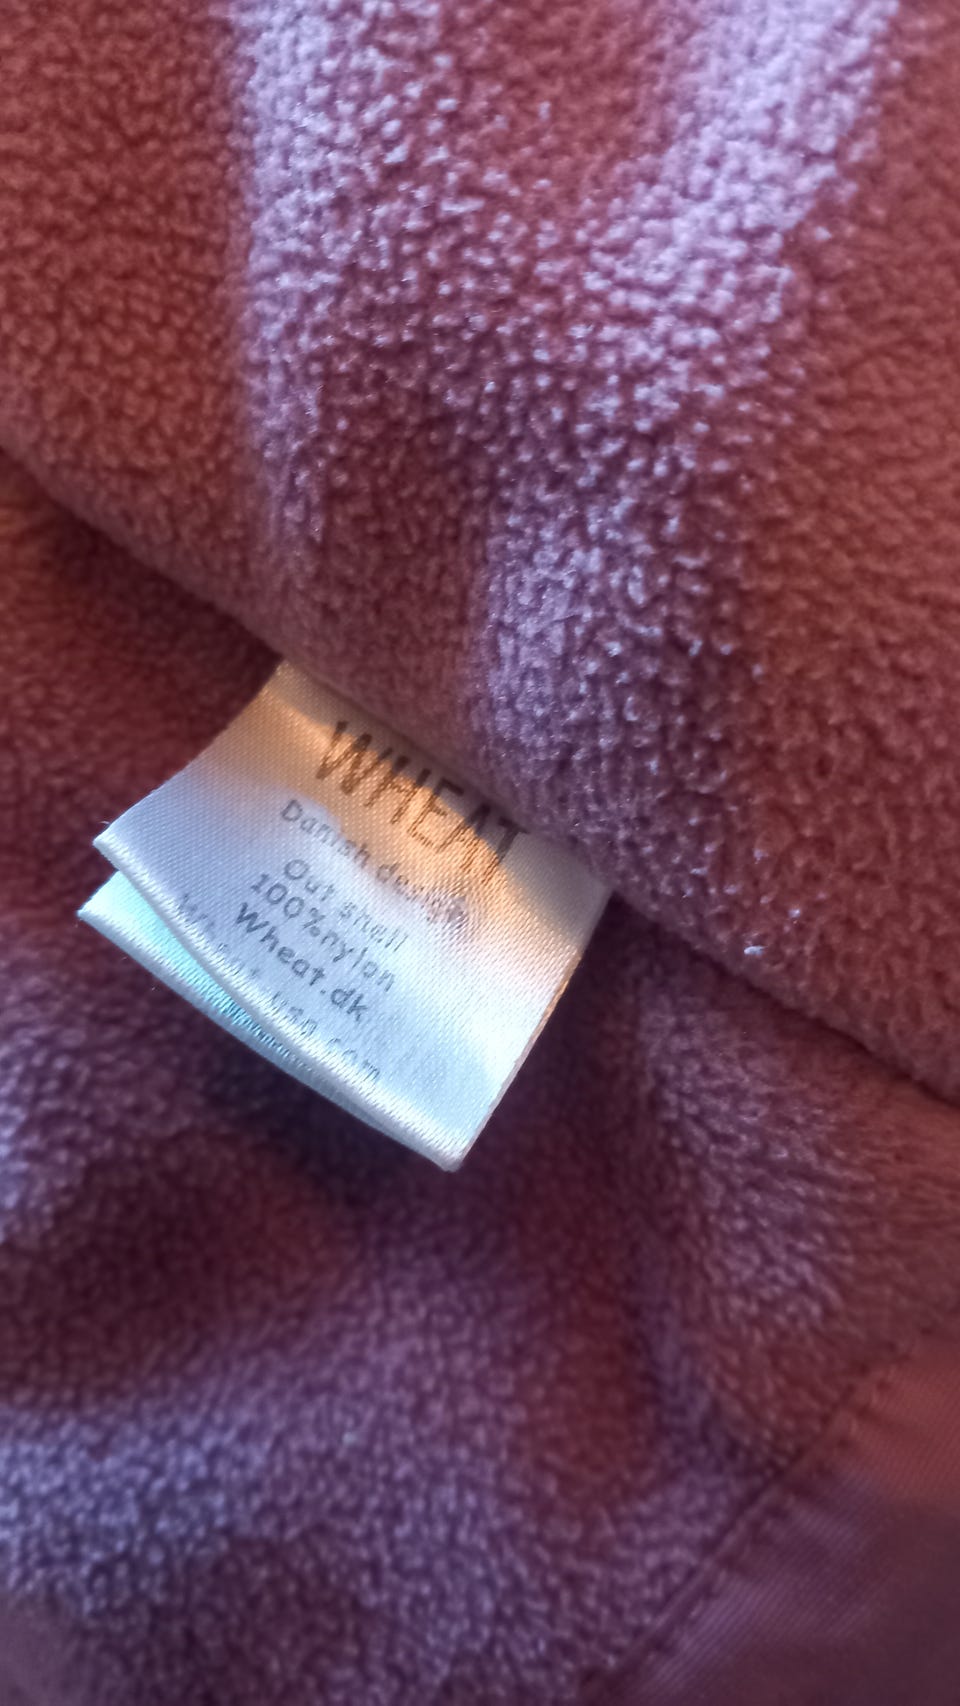 WHEAT
Danish design
Out shell
100%nylon
Wheat.dk